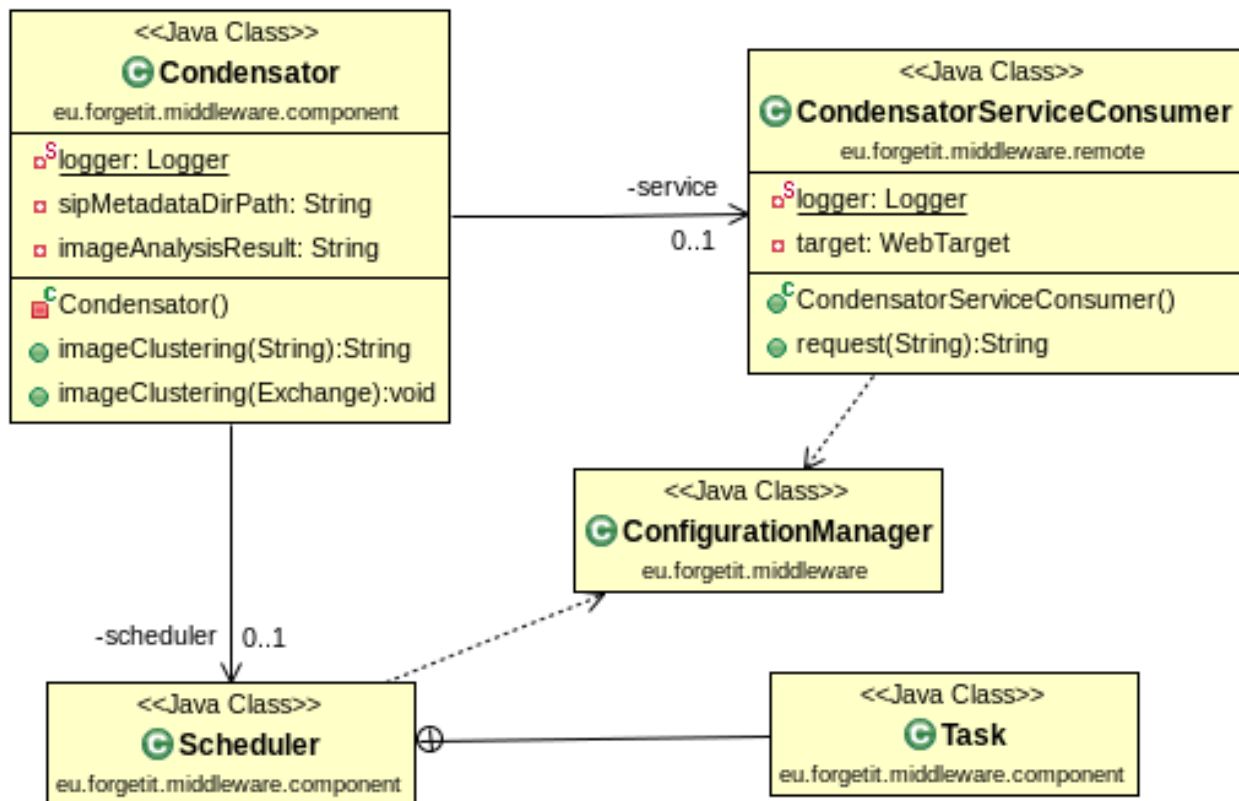 <<Java Class>>
Condensator
eu.forgetit.middleware.component
logger: Logger
sipMetadataDirPath: String
imageAnalysisResult: String
Condensator()
imageClustering(String):String
imageClustering(Exchange):void
-service
0..1
<<Java Class>>
CondensatorServiceConsumer
eu.forgetit.middleware.remote
logger: Logger
target: WebTarget
CondensatorServiceConsumer()
request(String):String
<<Java Class>>
ConfigurationManager
eu.forgetit.middleware
-scheduler 0..1
<<Java Class>>
Scheduler
eu.forgetit.middleware.component
<<Java Class>>
Task
eu.forgetit.middleware.component